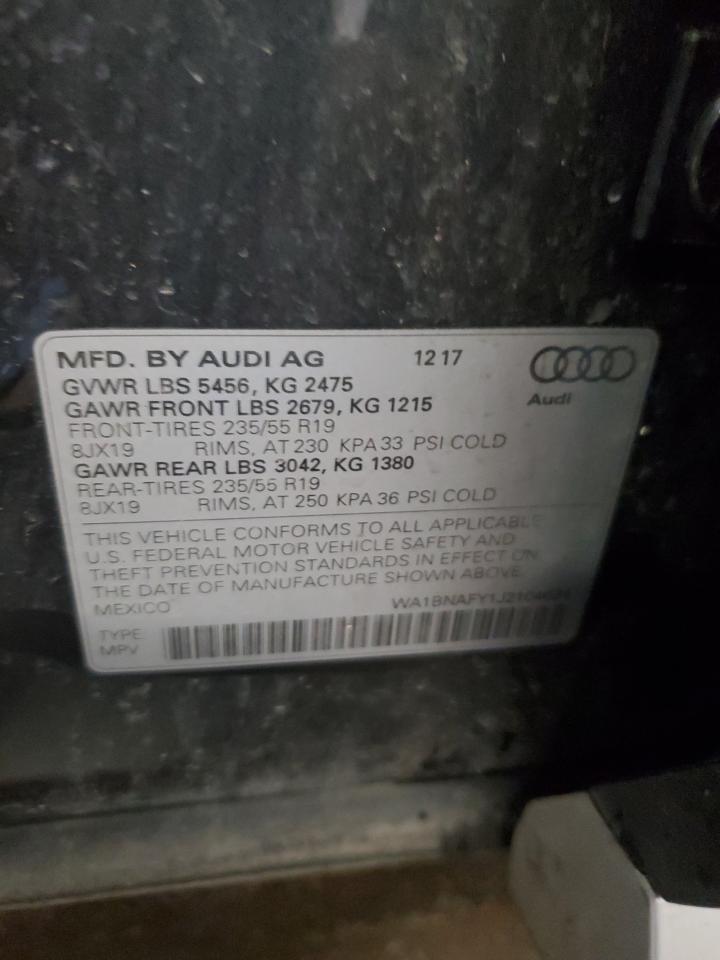 MFD. BY AUDI AG 12 17
Audi
GVWR LBS 5456, KG 2475
GAWR FRONT LBS 2679, KG 1215
FRONT-TIRES 235/55 R19
8JX19 RIMS, AT 230 KPA 33 PSI COLD
GAWR REAR LBS 3042, KG 1380
REAR-TIRES 235/55 R19
8JX19 RIMS, AT 250 KPA 36 PSI COLD
THIS VEHICLE CONFORMS TO ALL APPLICABLE
U.S. FEDERAL MOTOR VEHICLE SAFETY AND
THEFT PREVENTION STANDARDS IN EFFECT ON
THE DATE OF MANUFACTURE SHOWN ABOVE.
MEXICO
TYPE:
MPV